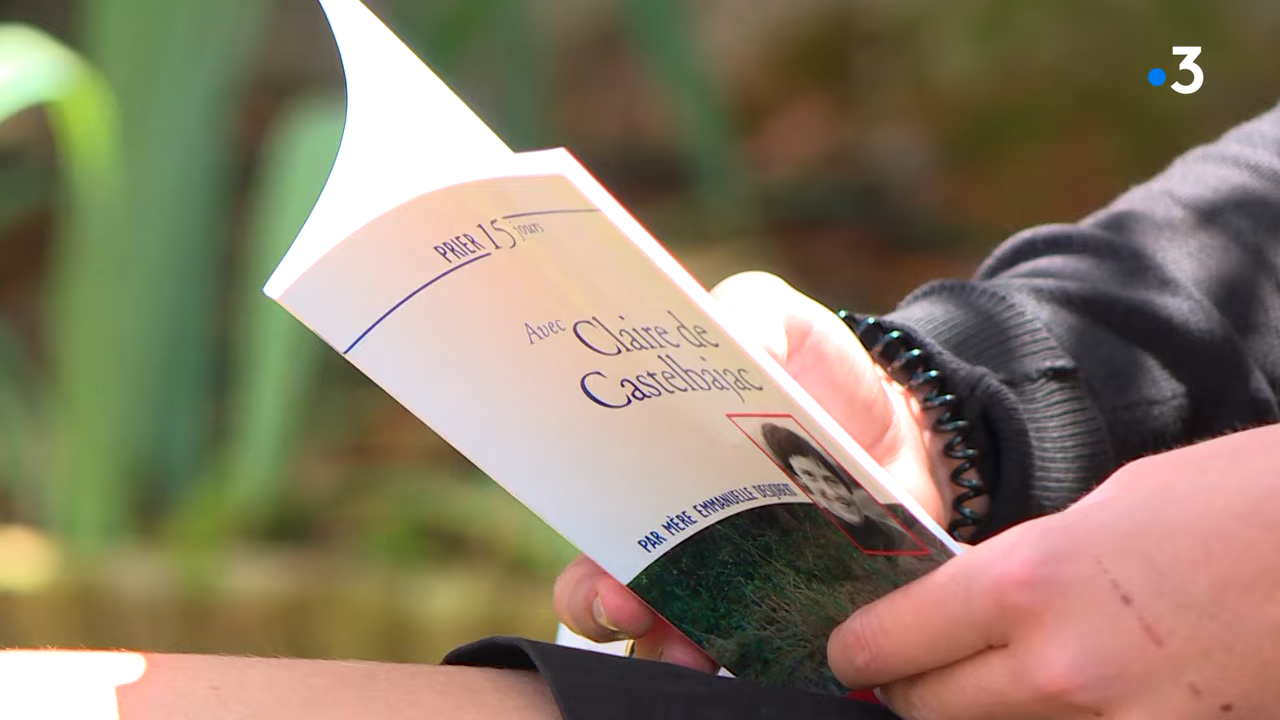 3
PRIER 15 jours
Avec Claire de
Castelbajac
PAR MÈRE EMMANUELLE DESJOBERT